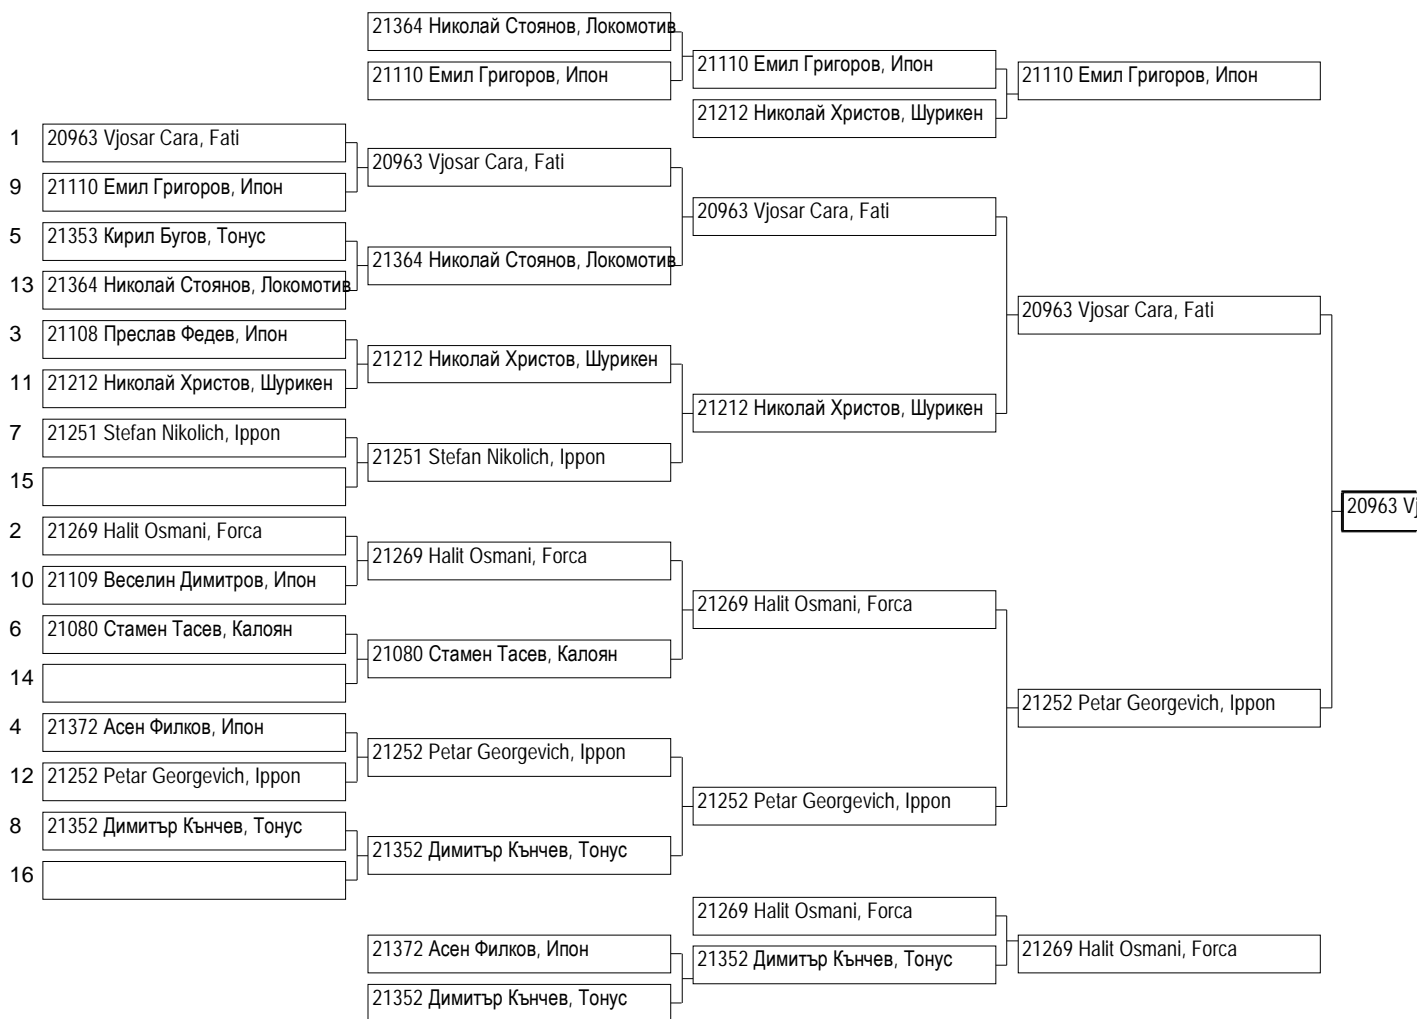 21364 Николай Стоянов, Локомотив
21110 Емил Григоров, Ипон
21110 Емил Григоров, Ипон
21212 Николай Христов, Шурикен
21110 Емил Григоров, Ипон
1 20963 Vjosar Cara, Fati
9 21110 Емил Григоров, Ипон
5 21353 Кирил Бугов, Тонус
13 21364 Николай Стоянов, Локомотив
3 21108 Преслав Федев, Ипон
11 21212 Николай Христов, Шурикен
7 21251 Stefan Nikolich, Ippon
15
2 21269 Halit Osmani, Forca
10 21109 Веселин Димитров, Ипон
6 21080 Стамен Тасев, Калоян
14
4 21372 Асен Филков, Ипон
12 21252 Petar Georgevich, Ippon
8 21352 Димитър Кънчев, Тонус
16
20963 Vjosar Cara, Fati
21364 Николай Стоянов, Локомотив
21212 Николай Христов, Шурикен
21251 Stefan Nikolich, Ippon
21269 Halit Osmani, Forca
21080 Стамен Тасев, Калоян
21252 Petar Georgevich, Ippon
21352 Димитър Кънчев, Тонус
20963 Vjosar Cara, Fati
21212 Николай Христов, Шурикен
21269 Halit Osmani, Forca
21252 Petar Georgevich, Ippon
20963 Vjosar Cara, Fati
21252 Petar Georgevich, Ippon
20963 Vj
21372 Асен Филков, Ипон
21352 Димитър Кънчев, Тонус
21269 Halit Osmani, Forca
21352 Димитър Кънчев, Тонус
21269 Halit Osmani, Forca